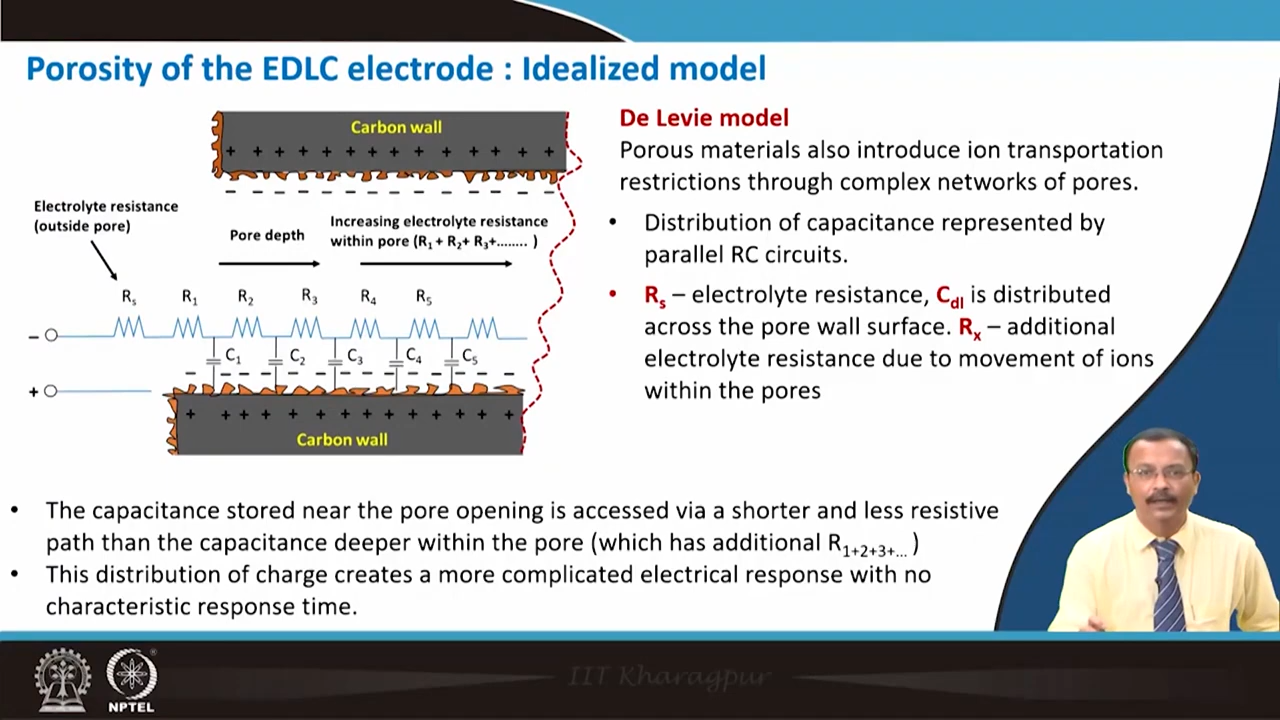 Porosity of the EDLC electrode : Idealized model
Carbon wall
+ + + + + + + + + + + + +
− − − − − − − − − − − −
Electrolyte resistance
(outside pore)
Pore depth
Increasing electrolyte resistance
within pore (R₁ + R₂+ R₃+........ )
Rₛ R₁ R₂ R₃ R₄ R₅
−
C₁ C₂ C₃ C₄ C₅
+
Carbon wall
De Levie model
Porous materials also introduce ion transportation
restrictions through complex networks of pores.
• Distribution of capacitance represented by
parallel RC circuits.
• Rₛ – electrolyte resistance, C_dl is distributed
across the pore wall surface. Rₓ – additional
electrolyte resistance due to movement of ions
within the pores
• The capacitance stored near the pore opening is accessed via a shorter and less resistive
path than the capacitance deeper within the pore (which has additional R₁₊₂₊₃₊... )
• This distribution of charge creates a more complicated electrical response with no
characteristic response time.
NPTEL
IIT Kharagpur